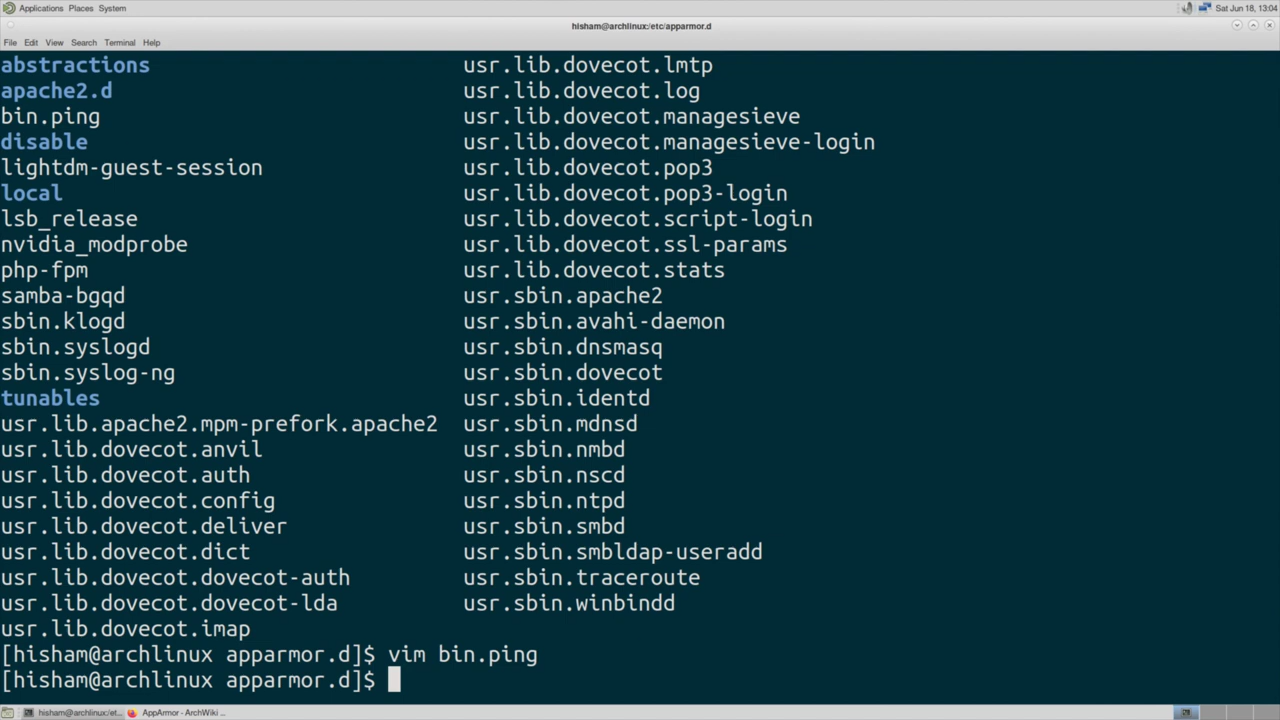 Applications Places System
Sat Jun 18, 13:04
hisham@archlinux:/etc/apparmor.d
File Edit View Search Terminal Help
abstractions usr.lib.dovecot.lmtp
apache2.d usr.lib.dovecot.log
bin.ping usr.lib.dovecot.managesieve
disable usr.lib.dovecot.managesieve-login
lightdm-guest-session usr.lib.dovecot.pop3
local usr.lib.dovecot.pop3-login
lsb_release usr.lib.dovecot.script-login
nvidia_modprobe usr.lib.dovecot.ssl-params
php-fpm usr.lib.dovecot.stats
samba-bgqd usr.sbin.apache2
sbin.klogd usr.sbin.avahi-daemon
sbin.syslogd usr.sbin.dnsmasq
sbin.syslog-ng usr.sbin.dovecot
tunables usr.sbin.identd
usr.lib.apache2.mpm-prefork.apache2 usr.sbin.mdnsd
usr.lib.dovecot.anvil usr.sbin.nmbd
usr.lib.dovecot.auth usr.sbin.nscd
usr.lib.dovecot.config usr.sbin.ntpd
usr.lib.dovecot.deliver usr.sbin.smbd
usr.lib.dovecot.dict usr.sbin.smbldap-useradd
usr.lib.dovecot.dovecot-auth usr.sbin.traceroute
usr.lib.dovecot.dovecot-lda usr.sbin.winbindd
usr.lib.dovecot.imap
[hisham@archlinux apparmor.d]$ vim bin.ping
[hisham@archlinux apparmor.d]$
hisham@archlinux:/et... AppArmor - ArchWiki ...